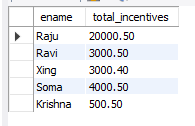 ename total_incentives
Raju 20000.50
Ravi 3000.50
Xing 3000.40
Soma 4000.50
Krishna 500.50